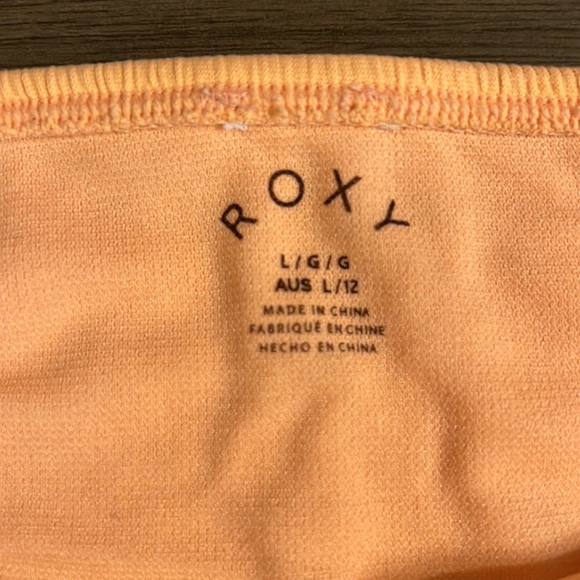 ROXY
L/G/G
AUS L/12
MADE IN CHINA
FABRIQUÉ EN CHINE
HECHO EN CHINA